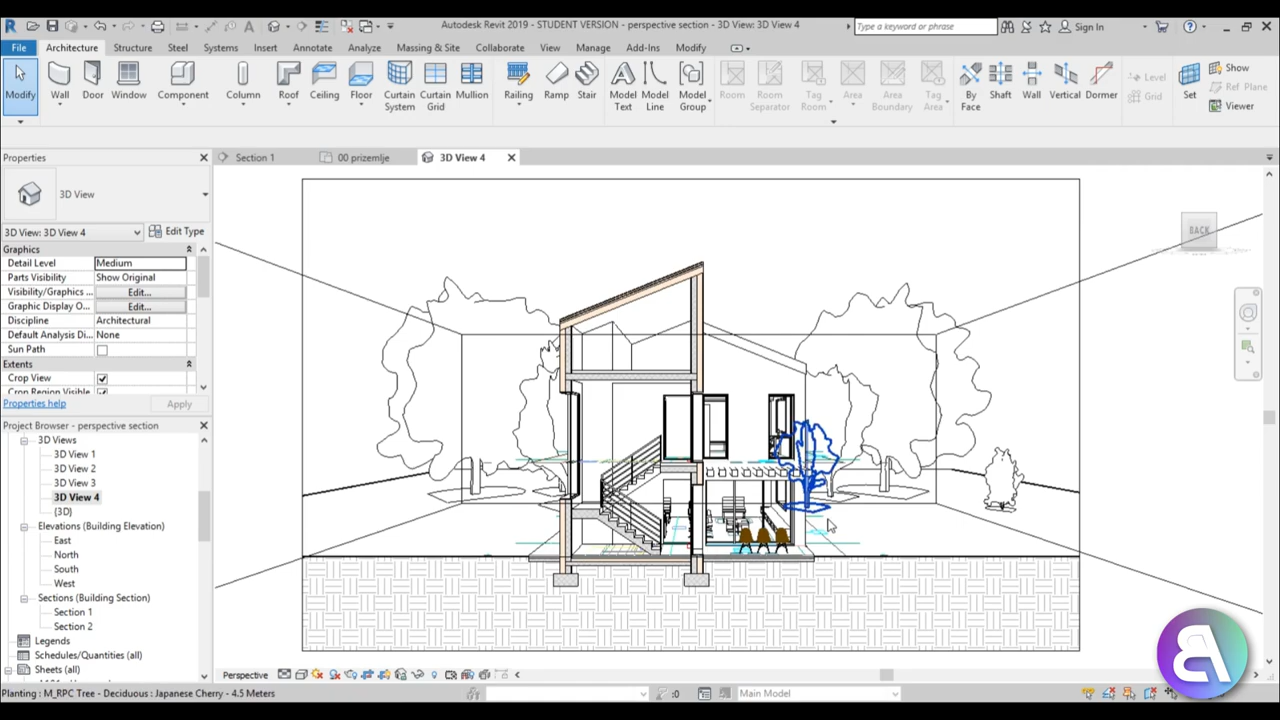 Autodesk Revit 2019 - STUDENT VERSION - perspective section - 3D View: 3D View 4
Type a keyword or phrase
Sign In
File Architecture Structure Steel Systems Insert Annotate Analyze Massing & Site Collaborate View Manage Add-Ins Modify
Modify Wall Door Window Component Column Roof Ceiling Floor Curtain System Curtain Grid Mullion Railing Ramp Stair Model Text Model Line Model Group Room Room Separator Tag Room Area Area Boundary Tag Area By Face Shaft Wall Vertical Dormer Level Grid Set Show Ref Plane Viewer
Properties
Section 1 00 prizemlje 3D View 4
3D View
3D View: 3D View 4 Edit Type
Graphics
Detail Level Medium
Parts Visibility Show Original
Visibility/Graphics ... Edit...
Graphic Display O... Edit...
Discipline Architectural
Default Analysis Di... None
Sun Path
Extents
Crop View
Crop Region Visible
Properties help Apply
Project Browser - perspective section
3D Views
3D View 1
3D View 2
3D View 3
3D View 4
{3D}
Elevations (Building Elevation)
East
North
South
West
Sections (Building Section)
Section 1
Section 2
Legends
Schedules/Quantities (all)
Sheets (all)
BACK
Perspective
Planting : M_RPC Tree - Deciduous : Japanese Cherry - 4.5 Meters
:0
Main Model